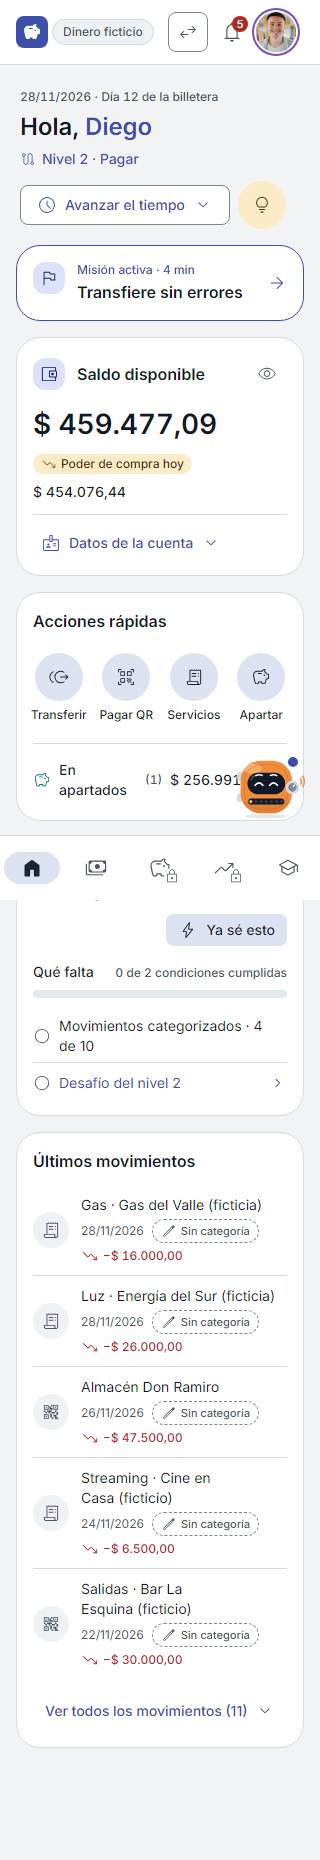 Dinero ficticio
5
28/11/2026 · Día 12 de la billetera
Hola, Diego
Nivel 2 · Pagar
Avanzar el tiempo
Misión activa · 4 min
Transfiere sin errores
Saldo disponible
$ 459.477,09
Poder de compra hoy
$ 454.076,44
Datos de la cuenta
Acciones rápidas
Transferir
Pagar QR
Servicios
Apartar
En
apartados
(1)
$ 256.991
Ya sé esto
Qué falta
0 de 2 condiciones cumplidas
Movimientos categorizados · 4
de 10
Desafío del nivel 2
Últimos movimientos
Gas · Gas del Valle (ficticia)
28/11/2026
Sin categoría
−$ 16.000,00
Luz · Energía del Sur (ficticia)
28/11/2026
Sin categoría
−$ 26.000,00
Almacén Don Ramiro
26/11/2026
Sin categoría
−$ 47.500,00
Streaming · Cine en
Casa (ficticio)
24/11/2026
Sin categoría
−$ 6.500,00
Salidas · Bar La
Esquina (ficticio)
22/11/2026
Sin categoría
−$ 30.000,00
Ver todos los movimientos (11)